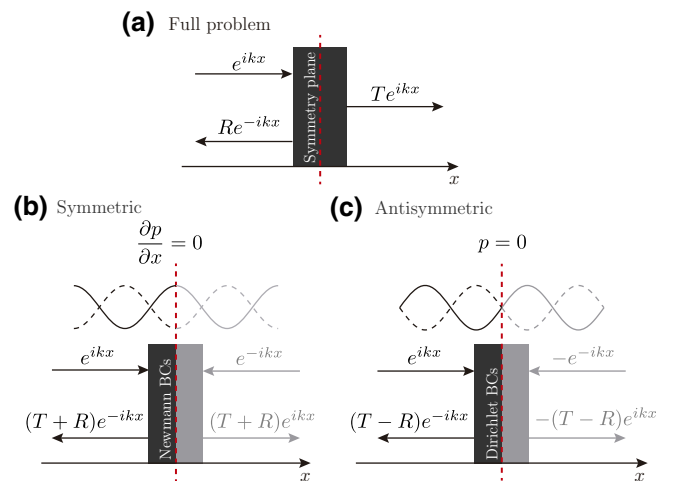 (a) Full problem
e^{ikx}
Symmetry plane
Te^{ikx}
Re^{-ikx}
x
(b) Symmetric
∂p/∂x = 0
e^{ikx}
e^{-ikx}
Newmann BCs
(T + R)e^{-ikx}
(T + R)e^{ikx}
x
(c) Antisymmetric
p = 0
e^{ikx}
−e^{-ikx}
Dirichlet BCs
(T − R)e^{-ikx}
−(T − R)e^{ikx}
x